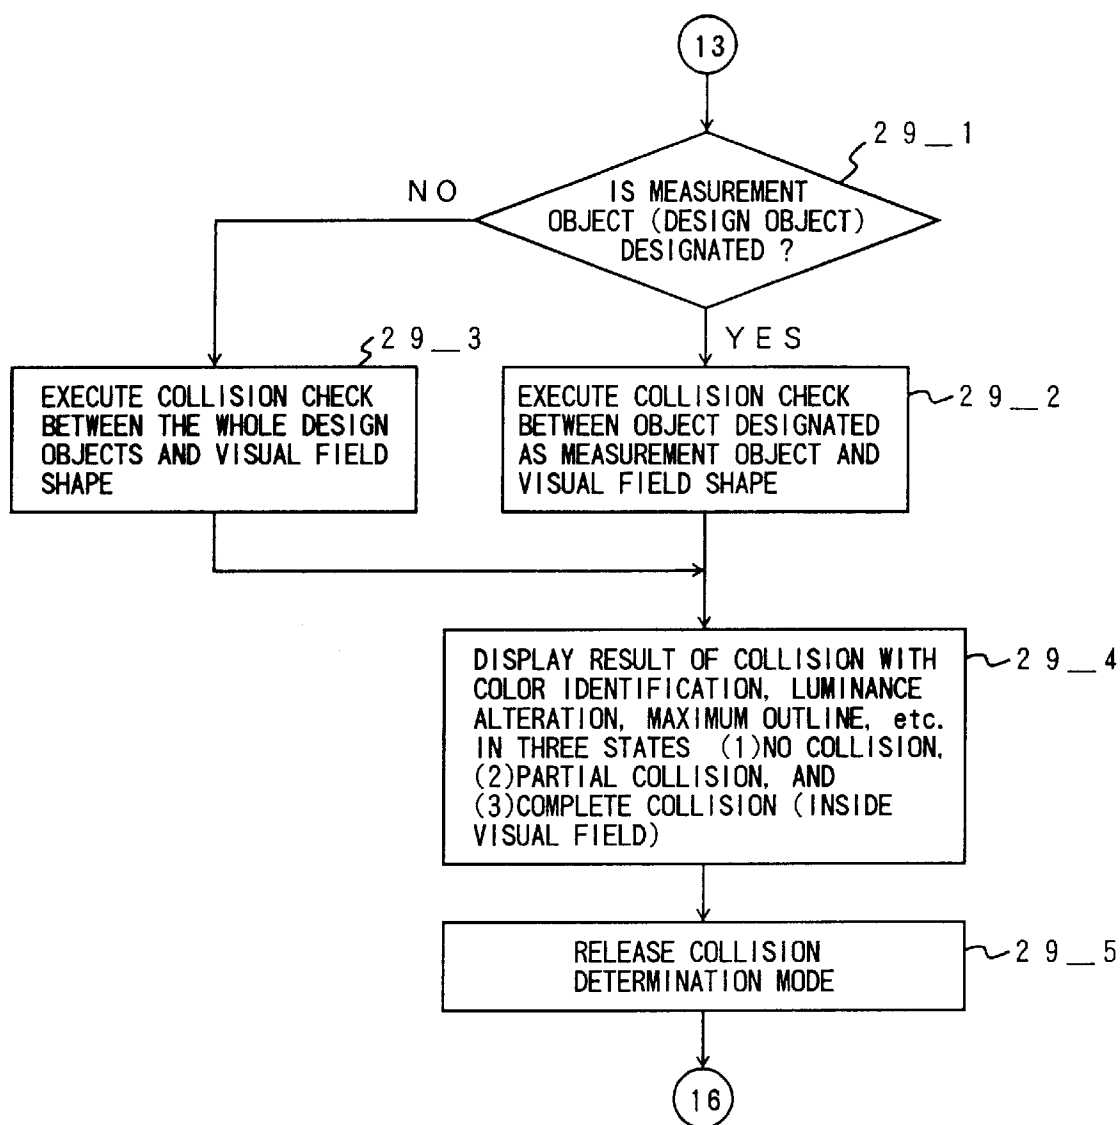 13
29_1
IS MEASUREMENT
OBJECT (DESIGN OBJECT)
DESIGNATED ?
NO
YES
29_3
EXECUTE COLLISION CHECK
BETWEEN THE WHOLE DESIGN
OBJECTS AND VISUAL FIELD
SHAPE
29_2
EXECUTE COLLISION CHECK
BETWEEN OBJECT DESIGNATED
AS MEASUREMENT OBJECT AND
VISUAL FIELD SHAPE
29_4
DISPLAY RESULT OF COLLISION WITH
COLOR IDENTIFICATION, LUMINANCE
ALTERATION, MAXIMUM OUTLINE, etc.
IN THREE STATES (1)NO COLLISION,
(2)PARTIAL COLLISION, AND
(3)COMPLETE COLLISION (INSIDE
VISUAL FIELD)
29_5
RELEASE COLLISION
DETERMINATION MODE
16